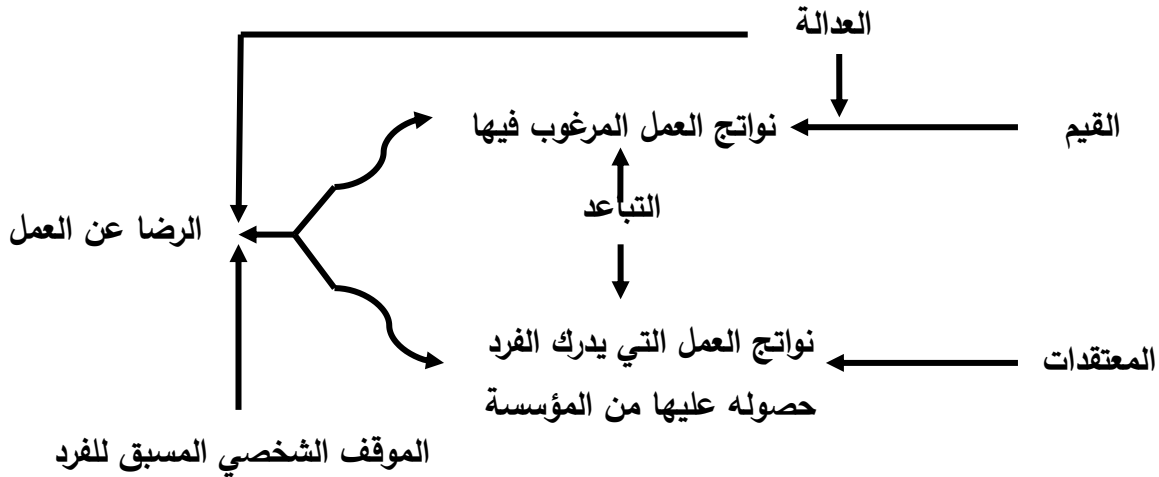 العدالة
القيم
نواتج العمل المرغوب فيها
التباعد
الرضا عن العمل
المعتقدات
نواتج العمل التي يدرك الفرد
حصوله عليها من المؤسسة
الموقف الشخصي المسبق للفرد